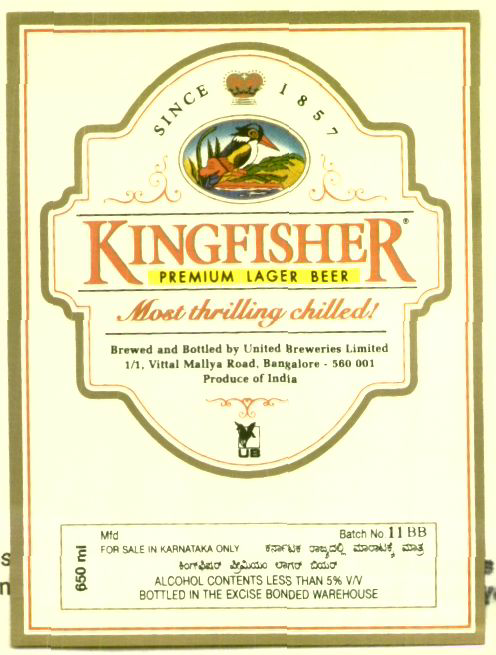 SINCE 1857
KINGFISHER®
PREMIUM LAGER BEER
Most thrilling chilled!
Brewed and Bottled by United Breweries Limited
1/1, Vittal Mallya Road, Bangalore - 560 001
Produce of India
UB
650 ml
Mfd Batch No 11 BB
FOR SALE IN KARNATAKA ONLY ಕರ್ನಾಟಕ ರಾಜ್ಯದಲ್ಲಿ ಮಾರಾಟಕ್ಕೆ ಮಾತ್ರ
ಕಿಂಗ್‌ಫಿಷರ್ ಪ್ರೀಮಿಯಂ ಲಾಗರ್ ಬಿಯರ್
ALCOHOL CONTENTS LESS THAN 5% V/V
BOTTLED IN THE EXCISE BONDED WAREHOUSE